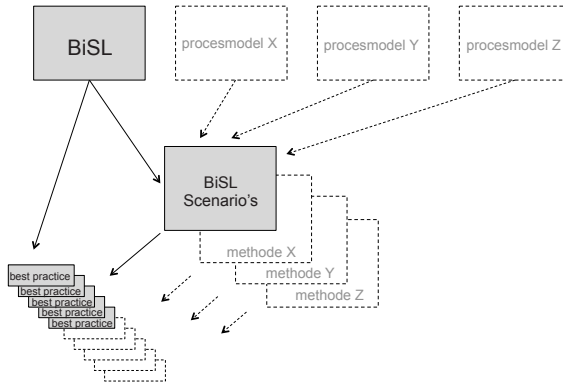 BiSL
procesmodel X
procesmodel Y
procesmodel Z
BiSL
Scenario's
methode X
methode Y
methode Z
best practice
best practice
best practice
best practice
best practice